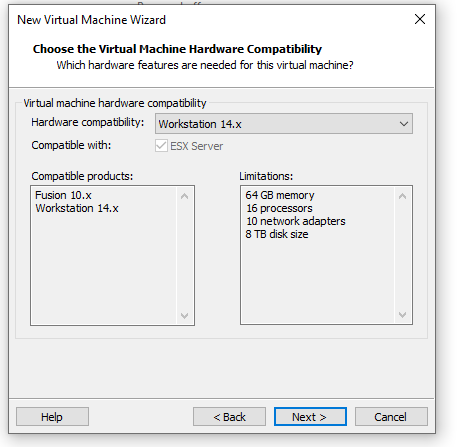 New Virtual Machine Wizard
Choose the Virtual Machine Hardware Compatibility
Which hardware features are needed for this virtual machine?
Virtual machine hardware compatibility
Hardware compatibility: Workstation 14.x
Compatible with: ESX Server
Compatible products: Limitations:
Fusion 10.x 64 GB memory
Workstation 14.x 16 processors
10 network adapters
8 TB disk size
Help < Back Next > Cancel